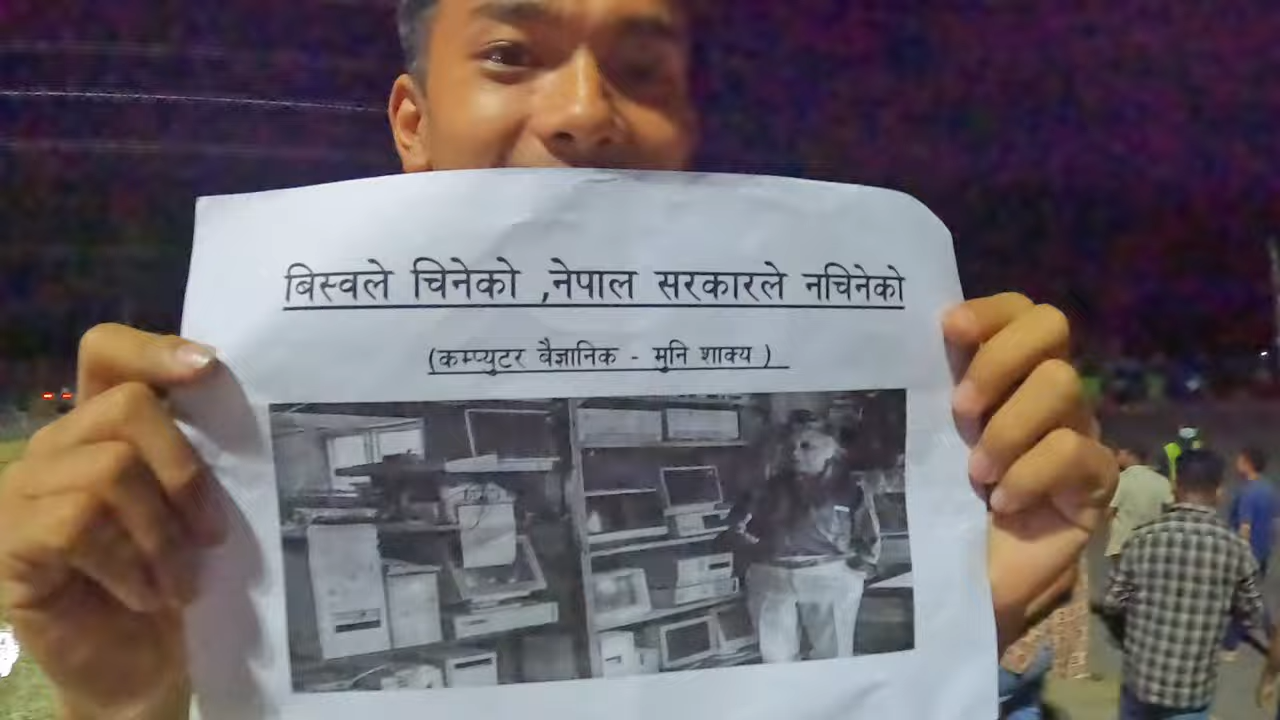 बिस्वले चिनेको ,नेपाल सरकारले नचिनेको
(कम्प्युटर वैज्ञानिक - मुनि शाक्य )